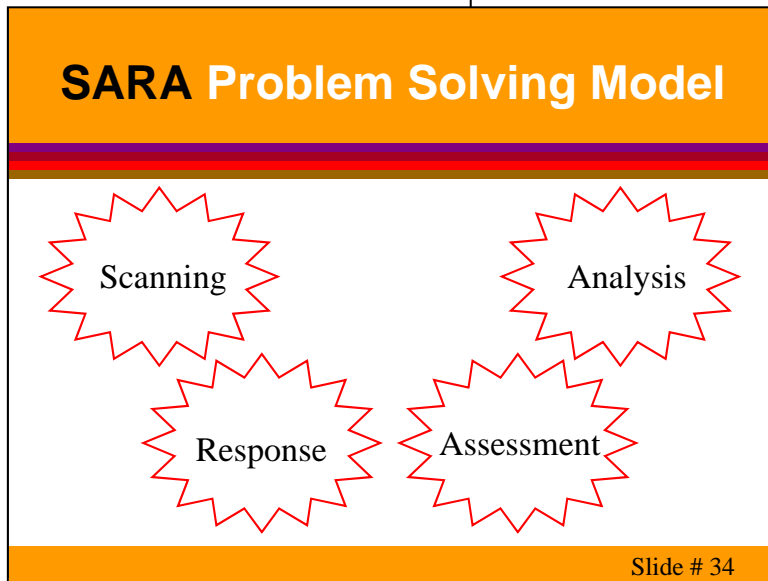 SARA Problem Solving Model
Scanning
Analysis
Response
Assessment
Slide # 34